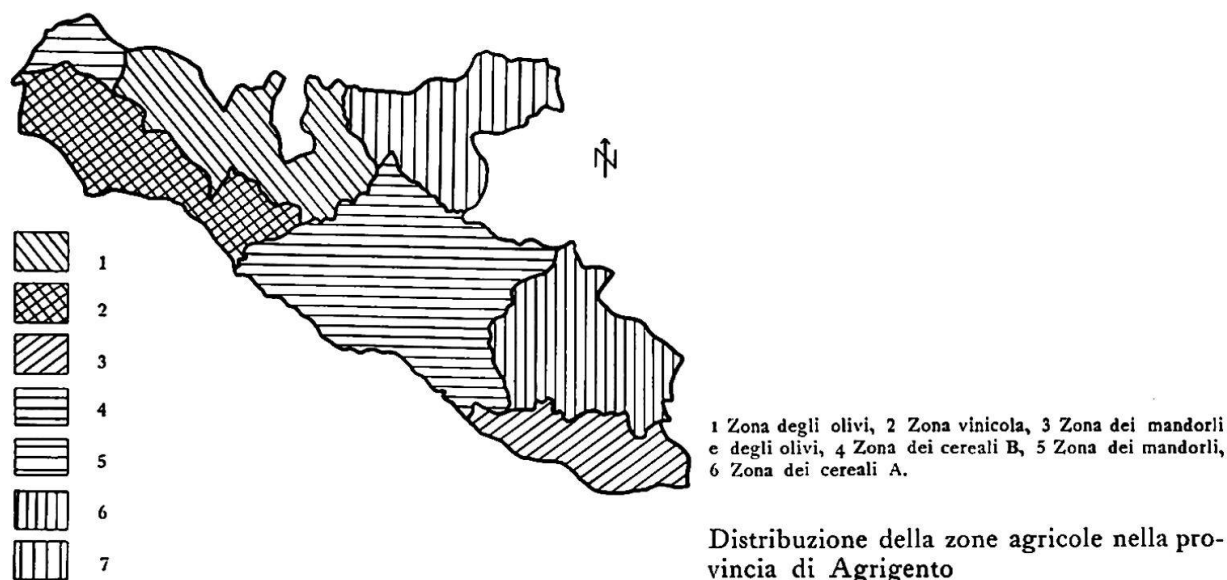 N
1
2
3
4
5
6
7
1 Zona degli olivi, 2 Zona vinicola, 3 Zona dei mandorli
e degli olivi, 4 Zona dei cereali B, 5 Zona dei mandorli,
6 Zona dei cereali A.
Distribuzione della zone agricole nella pro-
vincia di Agrigento